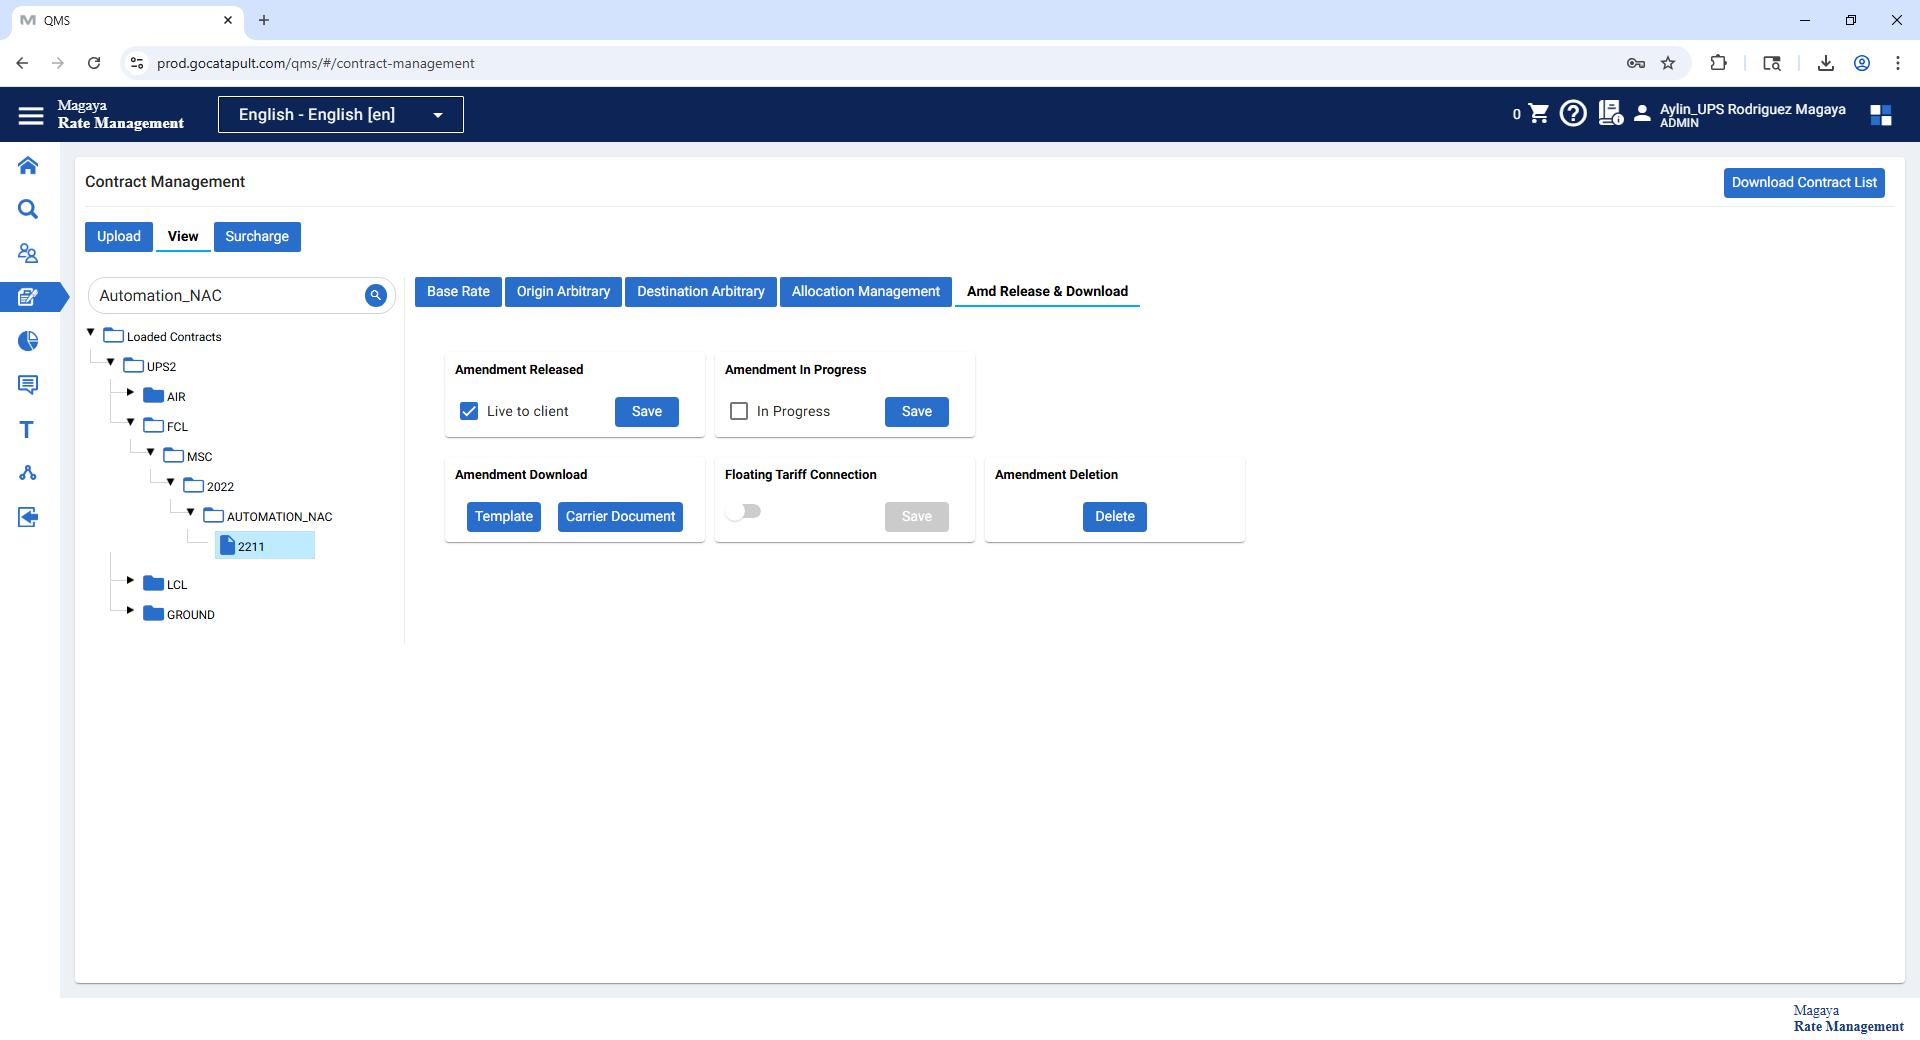 QMS
prod.gocatapult.com/qms/#/contract-management
Magaya
Rate Management
English - English [en]
0
Aylin_UPS Rodriguez Magaya
ADMIN
Contract Management
Download Contract List
Upload
View
Surcharge
Automation_NAC
Base Rate
Origin Arbitrary
Destination Arbitrary
Allocation Management
Amd Release & Download
Loaded Contracts
UPS2
AIR
FCL
MSC
2022
AUTOMATION_NAC
2211
LCL
GROUND
Amendment Released
Live to client
Save
Amendment In Progress
In Progress
Save
Amendment Download
Template
Carrier Document
Floating Tariff Connection
Save
Amendment Deletion
Delete
T
Magaya
Rate Management